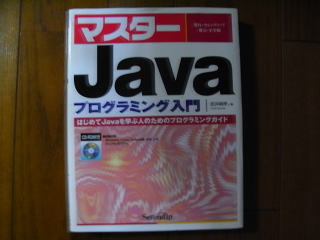 マスター
Java
プログラミング入門
はじめてJavaを学ぶ人のためのプログラミングガイド
CD-ROM付き
Serendip